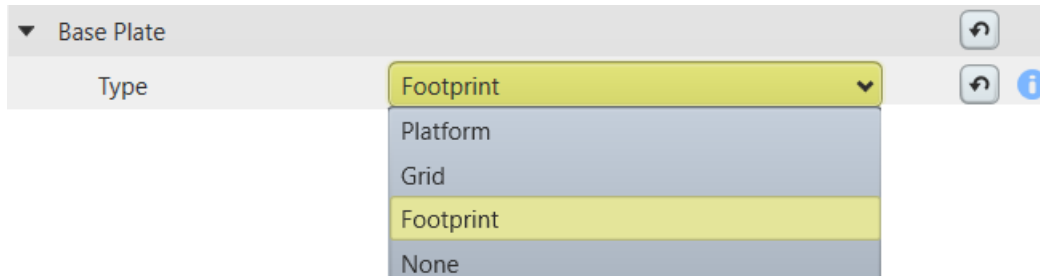 Base Plate
Type Footprint
Platform
Grid
Footprint
None